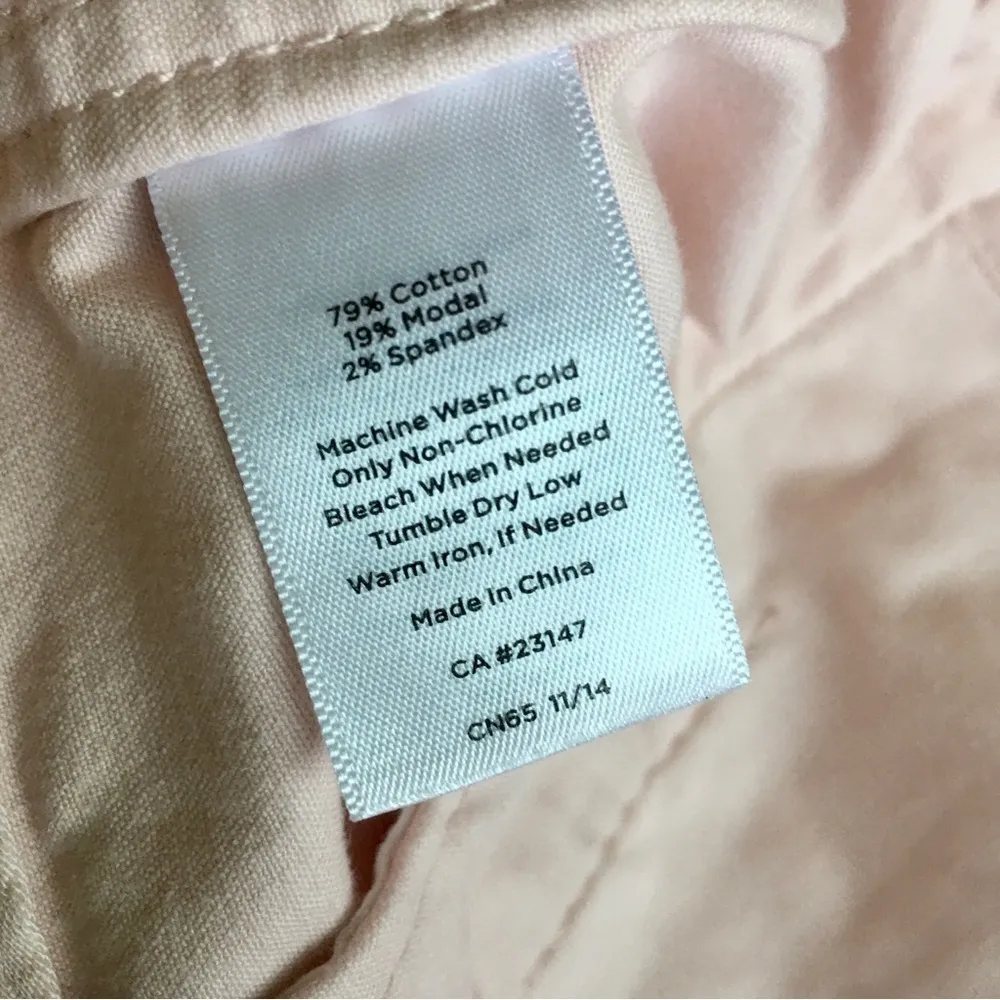 79% Cotton
19% Modal
2% Spandex
Machine Wash Cold
Only Non-Chlorine
Bleach When Needed
Tumble Dry Low
Warm Iron, If Needed
Made In China
CA #23147
CN65 11/14